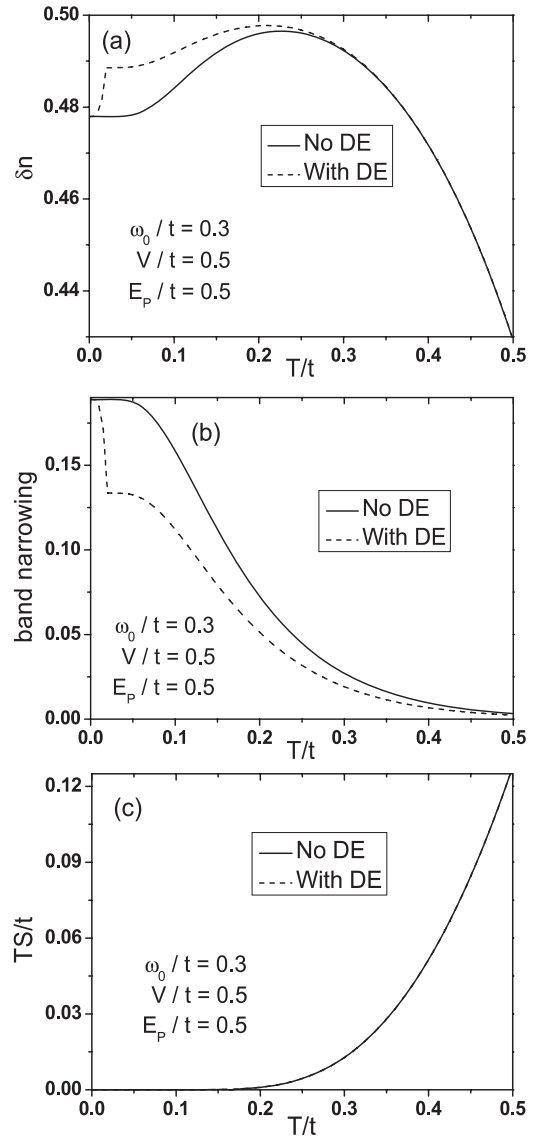 (a)
0.50
0.48
0.46
0.44
δn
No DE
With DE
ω₀ / t = 0.3
V / t = 0.5
E_P / t = 0.5
0.0 0.1 0.2 0.3 0.4 0.5
T/t
(b)
0.15
0.10
0.05
0.00
band narrowing
No DE
With DE
ω₀ / t = 0.3
V / t = 0.5
E_P / t = 0.5
0.0 0.1 0.2 0.3 0.4 0.5
T/t
(c)
0.12
0.09
0.06
0.03
0.00
TS/t
No DE
With DE
ω₀ / t = 0.3
V / t = 0.5
E_P / t = 0.5
0.0 0.1 0.2 0.3 0.4 0.5
T/t